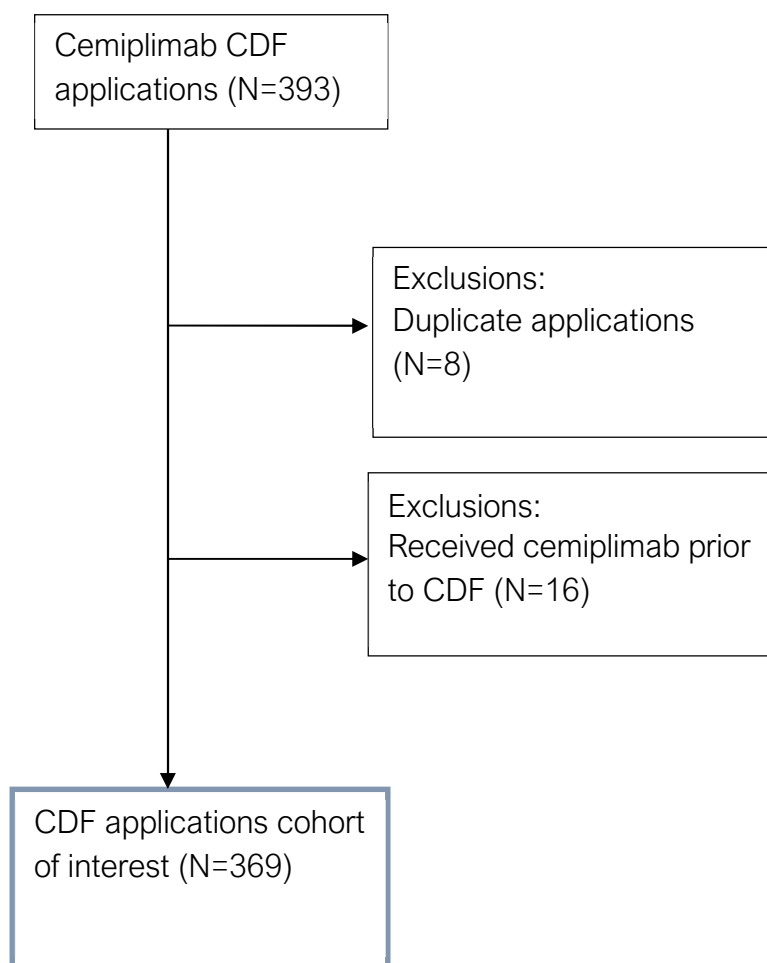 Cemiplimab CDF
applications (N=393)
Exclusions:
Duplicate applications
(N=8)
Exclusions:
Received cemiplimab prior
to CDF (N=16)
CDF applications cohort
of interest (N=369)